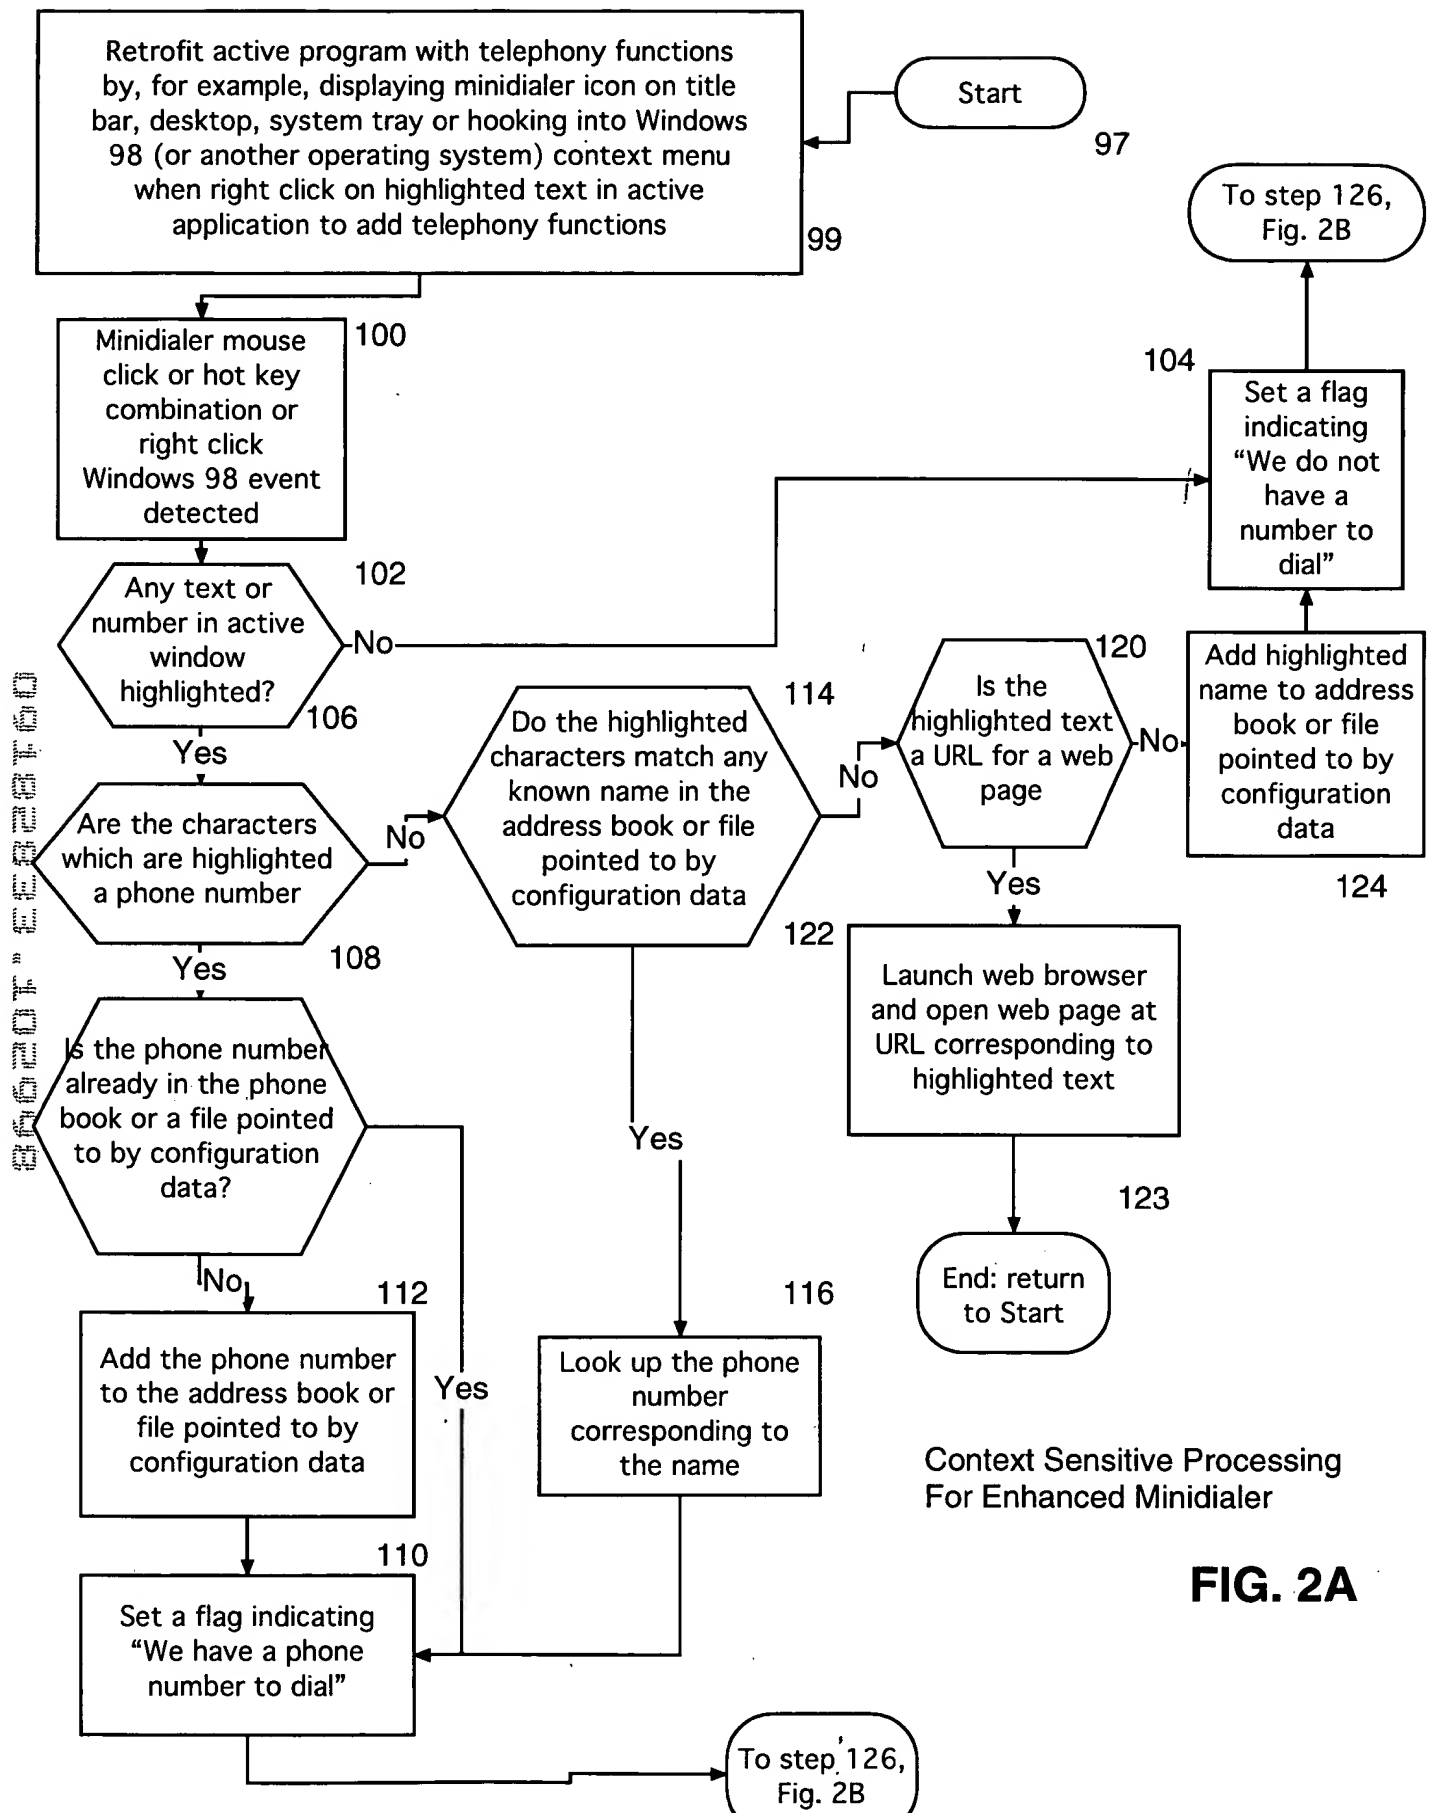 Retrofit active program with telephony functions
by, for example, displaying minidialer icon on title
bar, desktop, system tray or hooking into Windows
98 (or another operating system) context menu
when right click on highlighted text in active
application to add telephony functions
99
Start
97
To step 126,
Fig. 2B
Minidialer mouse
click or hot key
combination or
right click
Windows 98 event
detected
100
104
Set a flag
indicating
“We do not
have a
number to
dial”
Any text or
number in active
window
highlighted?
102
No
106
Yes
Are the characters
which are highlighted
a phone number
No
108
Yes
Do the highlighted
characters match any
known name in the
address book or file
pointed to by
configuration data
114
No
122
Yes
Is the
highlighted text
a URL for a web
page
120
No
Yes
Add highlighted
name to address
book or file
pointed to by
configuration
data
124
Launch web browser
and open web page at
URL corresponding to
highlighted text
123
End: return
to Start
Is the phone number
already in the phone
book or a file pointed
to by configuration
data?
No
Yes
112
Add the phone number
to the address book or
file pointed to by
configuration data
116
Look up the phone
number
corresponding to
the name
110
Set a flag indicating
“We have a phone
number to dial”
To step 126,
Fig. 2B
Context Sensitive Processing
For Enhanced Minidialer
FIG. 2A